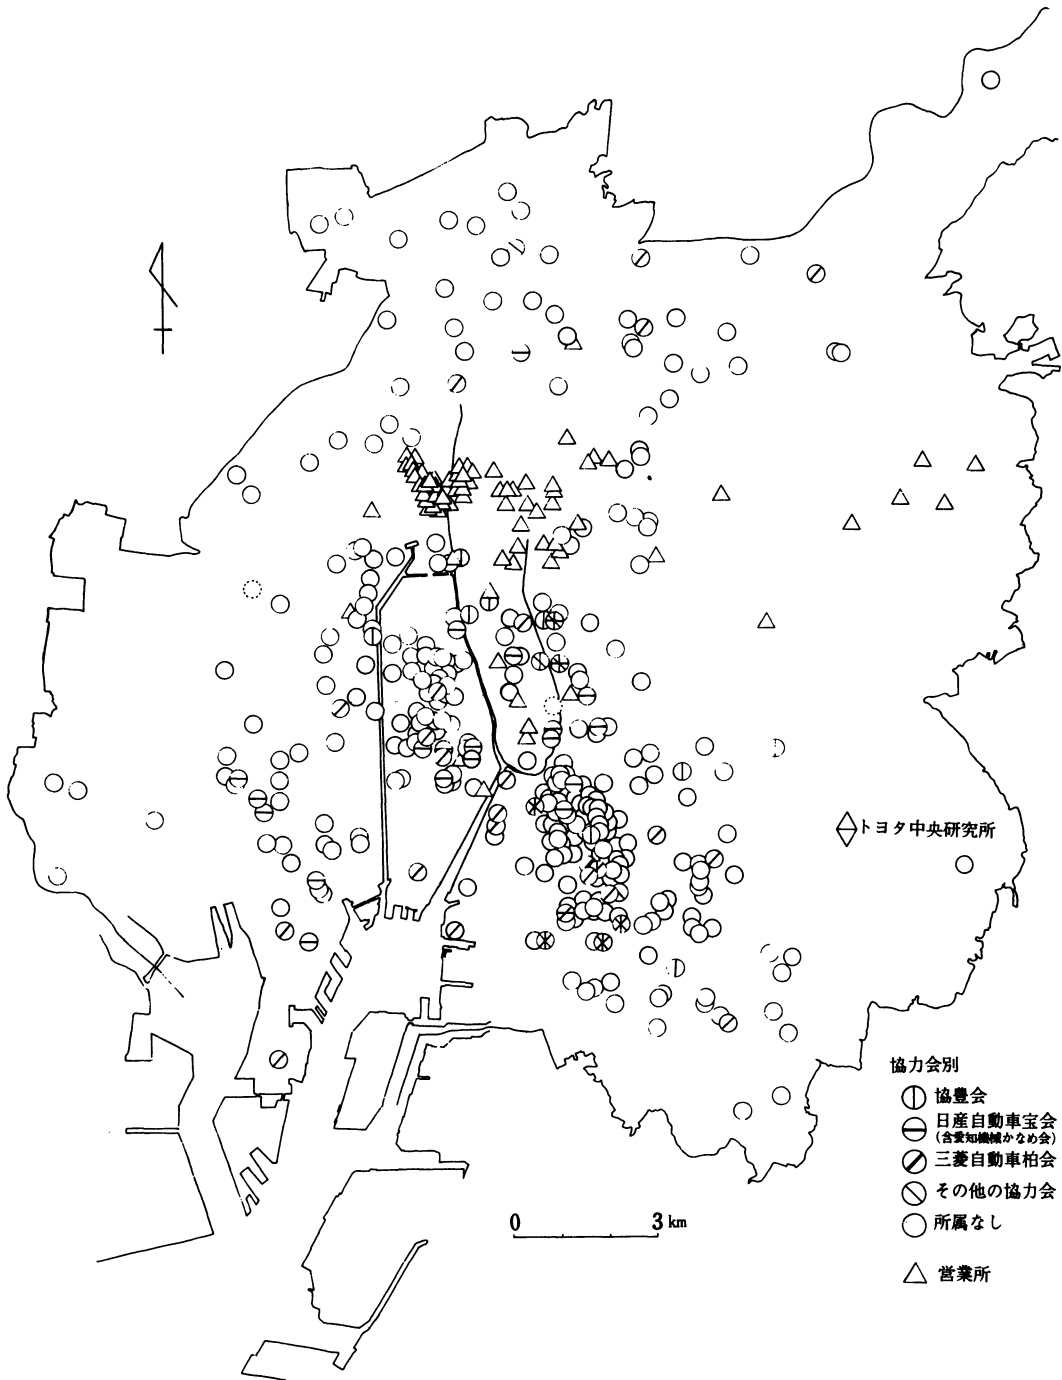 トヨタ中央研究所
協力会別
協豊会
日産自動車宝会
(含愛知機械かなめ会)
三菱自動車柏会
その他の協力会
所属なし
営業所
0 3 km